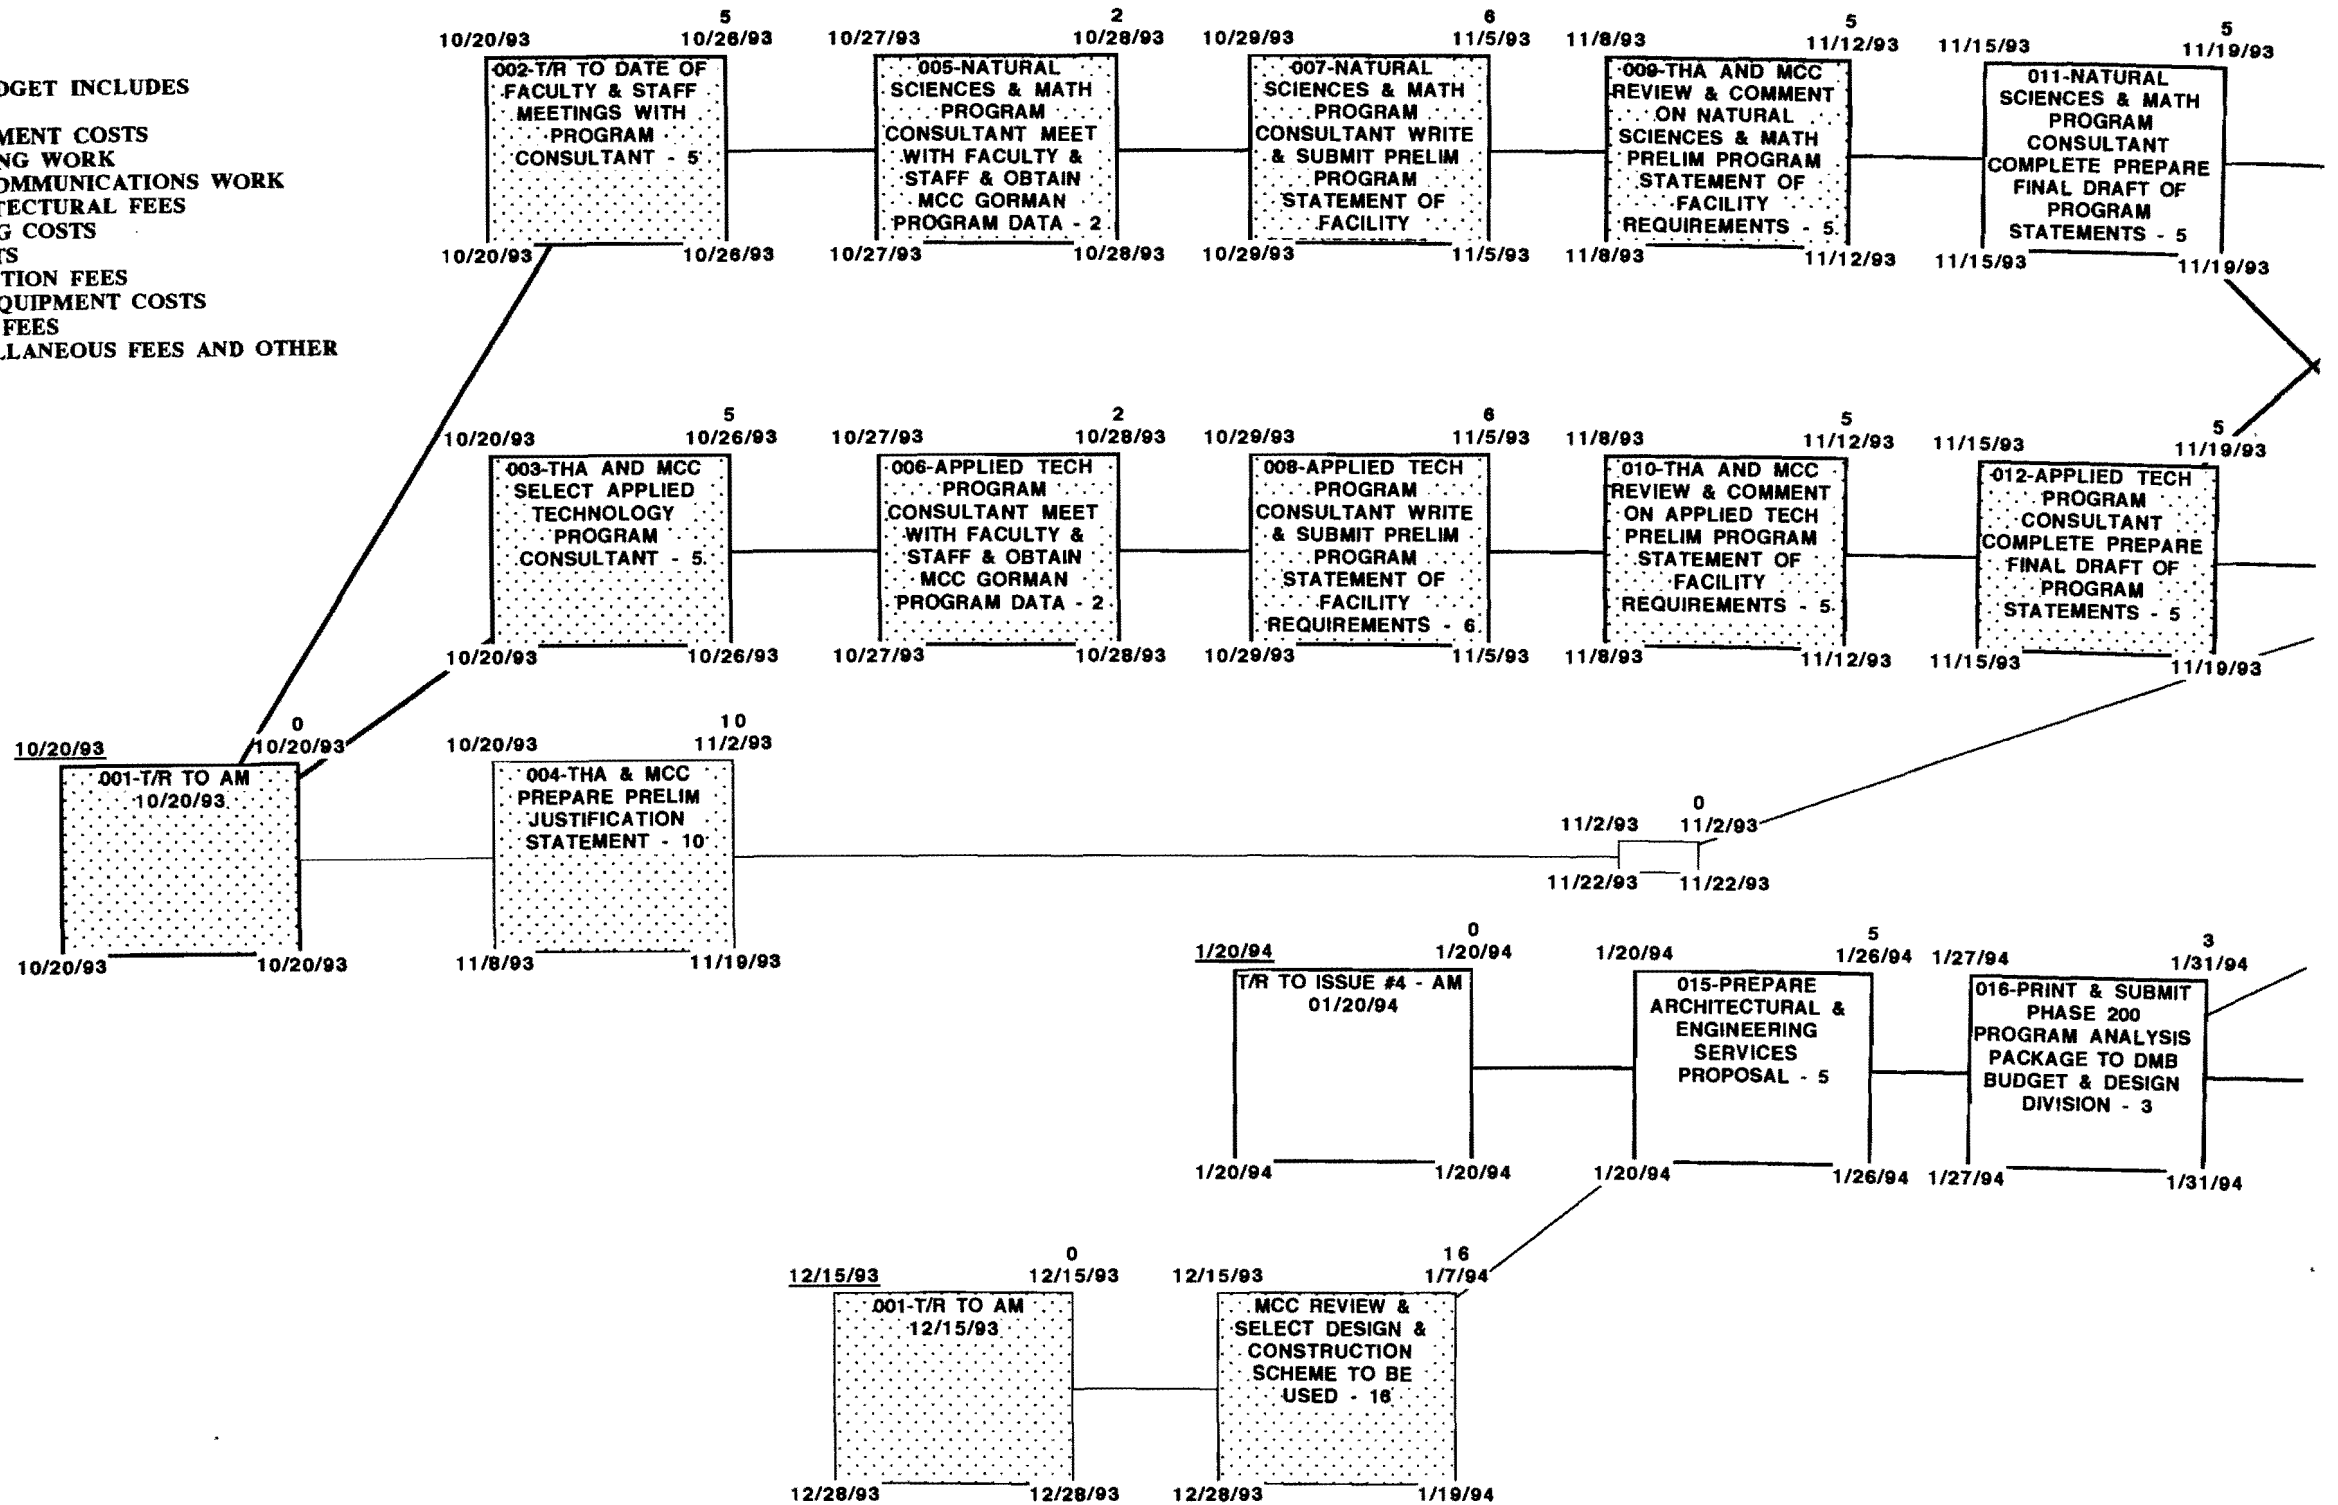 DGET INCLUDES
MENT COSTS
NG WORK
OMMUNICATIONS WORK
TECTURAL FEES
G COSTS
TS
TION FEES
QUIPMENT COSTS
FEES
LLANEOUS FEES AND OTHER
5
10/20/93 10/26/93
002-T/R TO DATE OF
FACULTY & STAFF
MEETINGS WITH
PROGRAM
CONSULTANT - 5
10/20/93 10/26/93
2
10/27/93 10/28/93
005-NATURAL
SCIENCES & MATH
PROGRAM
CONSULTANT MEET
WITH FACULTY &
STAFF & OBTAIN
MCC GORMAN
PROGRAM DATA - 2
10/27/93 10/28/93
6
10/29/93 11/5/93
007-NATURAL
SCIENCES & MATH
PROGRAM
CONSULTANT WRITE
& SUBMIT PRELIM
PROGRAM
STATEMENT OF
FACILITY
10/29/93 11/5/93
5
11/8/93 11/12/93
009-THA AND MCC
REVIEW & COMMENT
ON NATURAL
SCIENCES & MATH
PRELIM PROGRAM
STATEMENT OF
FACILITY
REQUIREMENTS - 5
11/8/93 11/12/93
5
11/15/93 11/19/93
011-NATURAL
SCIENCES & MATH
PROGRAM
CONSULTANT
COMPLETE PREPARE
FINAL DRAFT OF
PROGRAM
STATEMENTS - 5
11/15/93 11/19/93
5
10/20/93 10/26/93
003-THA AND MCC
SELECT APPLIED
TECHNOLOGY
PROGRAM
CONSULTANT - 5
10/20/93 10/26/93
2
10/27/93 10/28/93
006-APPLIED TECH
PROGRAM
CONSULTANT MEET
WITH FACULTY &
STAFF & OBTAIN
MCC GORMAN
PROGRAM DATA - 2
10/27/93 10/28/93
6
10/29/93 11/5/93
008-APPLIED TECH
PROGRAM
CONSULTANT WRITE
& SUBMIT PRELIM
PROGRAM
STATEMENT OF
FACILITY
REQUIREMENTS - 6
10/29/93 11/5/93
5
11/8/93 11/12/93
010-THA AND MCC
REVIEW & COMMENT
ON APPLIED TECH
PRELIM PROGRAM
STATEMENT OF
FACILITY
REQUIREMENTS - 5
11/8/93 11/12/93
5
11/15/93 11/19/93
012-APPLIED TECH
PROGRAM
CONSULTANT
COMPLETE PREPARE
FINAL DRAFT OF
PROGRAM
STATEMENTS - 5
11/15/93 11/19/93
0
10/20/93 10/20/93
001-T/R TO AM
10/20/93
10/20/93 10/20/93
10
10/20/93 11/2/93
004-THA & MCC
PREPARE PRELIM
JUSTIFICATION
STATEMENT - 10
11/8/93 11/19/93
0
11/2/93 11/2/93
11/22/93 11/22/93
0
1/20/94 1/20/94
T/R TO ISSUE #4 - AM
01/20/94
1/20/94 1/20/94
5
1/20/94 1/26/94
015-PREPARE
ARCHITECTURAL &
ENGINEERING
SERVICES
PROPOSAL - 5
1/20/94 1/26/94
3
1/27/94 1/31/94
016-PRINT & SUBMIT
PHASE 200
PROGRAM ANALYSIS
PACKAGE TO DMB
BUDGET & DESIGN
DIVISION - 3
1/27/94 1/31/94
0
12/15/93 12/15/93
001-T/R TO AM
12/15/93
12/28/93 12/28/93
16
12/15/93 1/7/94
MCC REVIEW &
SELECT DESIGN &
CONSTRUCTION
SCHEME TO BE
USED - 16
12/28/93 1/19/94